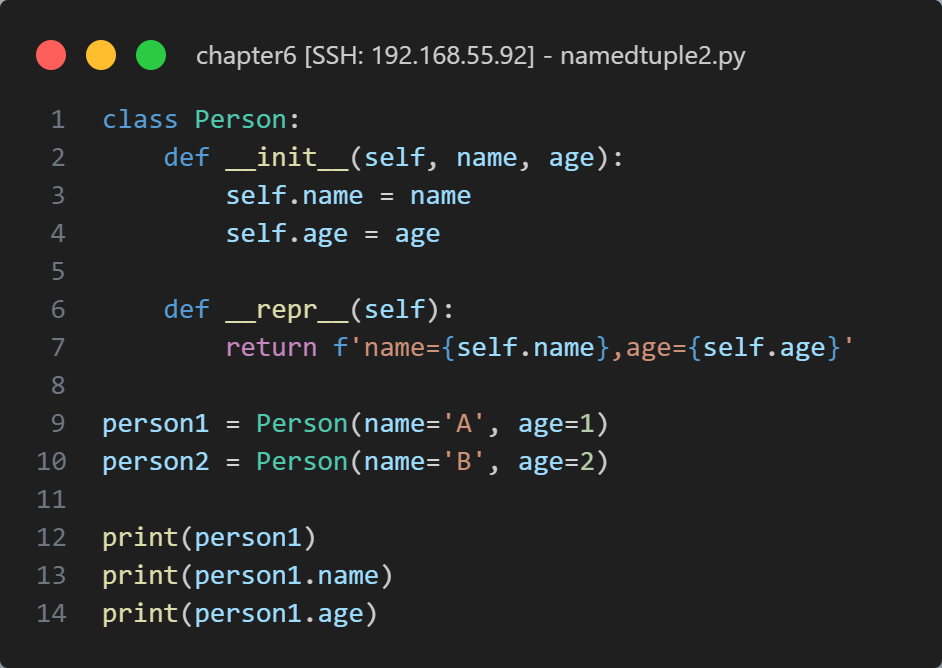 chapter6 [SSH: 192.168.55.92] - namedtuple2.py
1 class Person:
2     def __init__(self, name, age):
3         self.name = name
4         self.age = age
5
6     def __repr__(self):
7         return f'name={self.name},age={self.age}'
8
9 person1 = Person(name='A', age=1)
10 person2 = Person(name='B', age=2)
11
12 print(person1)
13 print(person1.name)
14 print(person1.age)